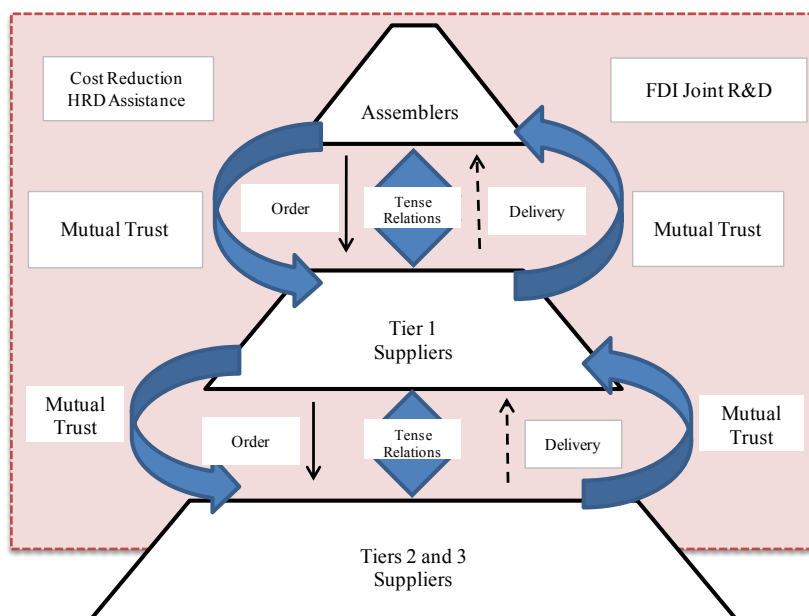 Cost Reduction
HRD Assistance
Assemblers
FDI Joint R&D
Mutual Trust
Order
Tense
Relations
Delivery
Mutual Trust
Tier 1
Suppliers
Mutual
Trust
Order
Tense
Relations
Delivery
Mutual
Trust
Tiers 2 and 3
Suppliers